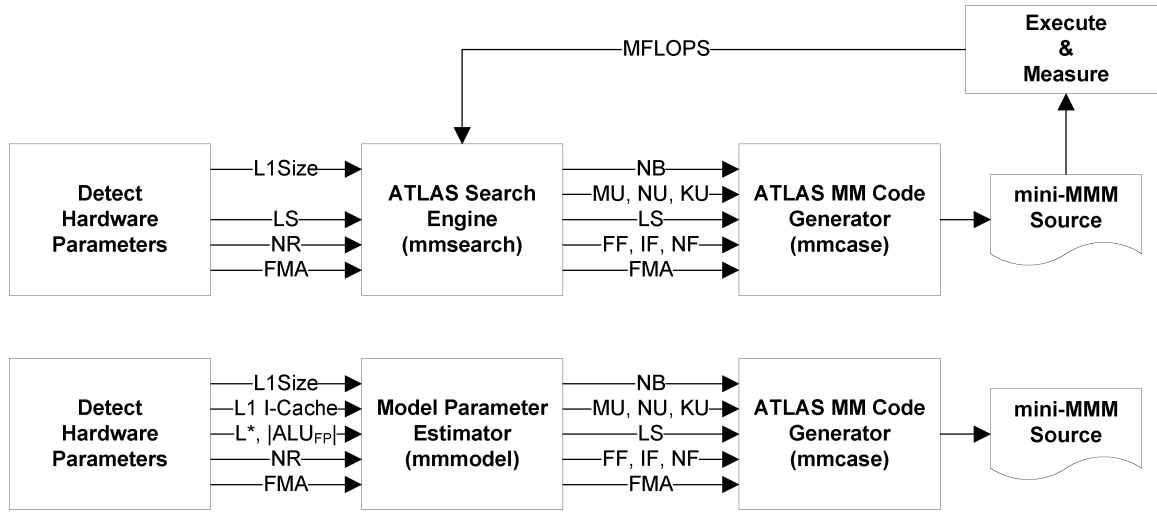 Execute
&
Measure
MFLOPS
Detect
Hardware
Parameters
L1Size
LS
NR
FMA
ATLAS Search
Engine
(mmsearch)
NB
MU, NU, KU
LS
FF, IF, NF
FMA
ATLAS MM Code
Generator
(mmcase)
mini-MMM
Source
Detect
Hardware
Parameters
L1Size
L1 I-Cache
L*, |ALUFP|
NR
FMA
Model Parameter
Estimator
(mmmodel)
NB
MU, NU, KU
LS
FF, IF, NF
FMA
ATLAS MM Code
Generator
(mmcase)
mini-MMM
Source